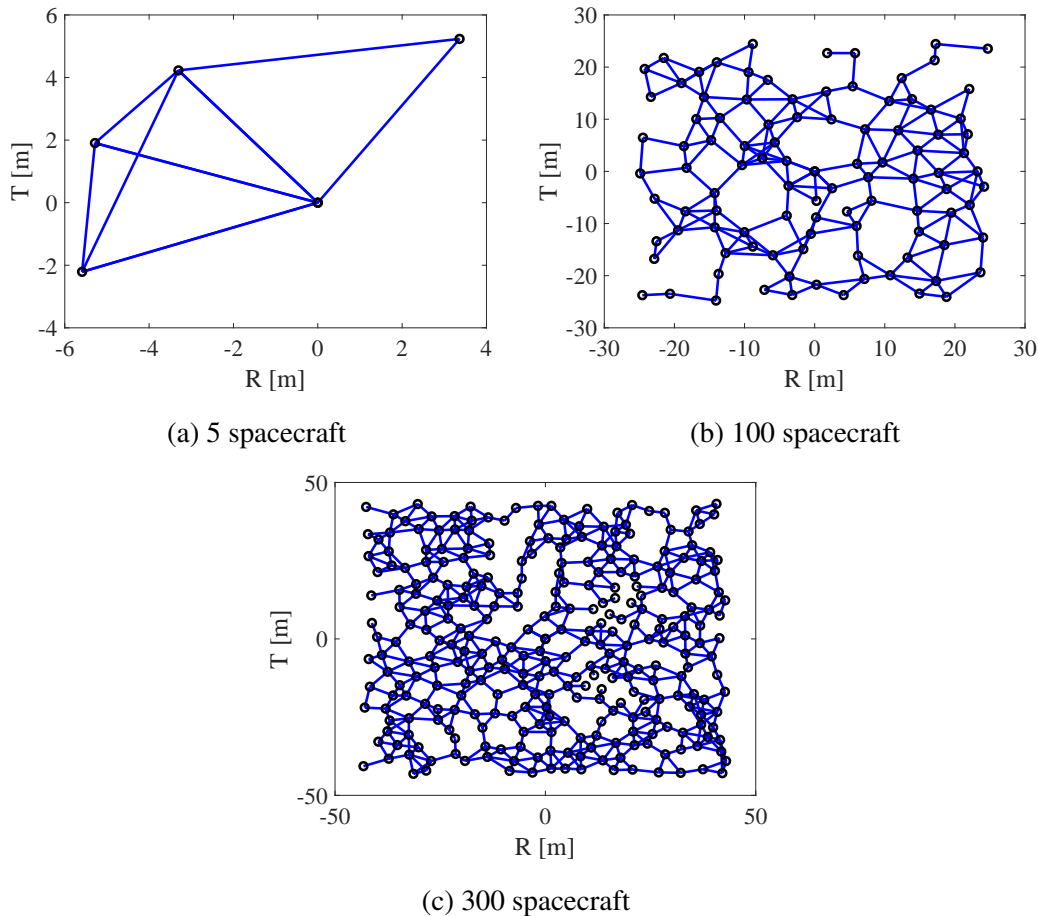 6
4
2
0
-2
-4
T [m]
-6 -4 -2 0 2 4
R [m]
(a) 5 spacecraft
30
20
10
0
-10
-20
-30
T [m]
-30 -20 -10 0 10 20 30
R [m]
(b) 100 spacecraft
50
0
-50
T [m]
-50 0 50
R [m]
(c) 300 spacecraft